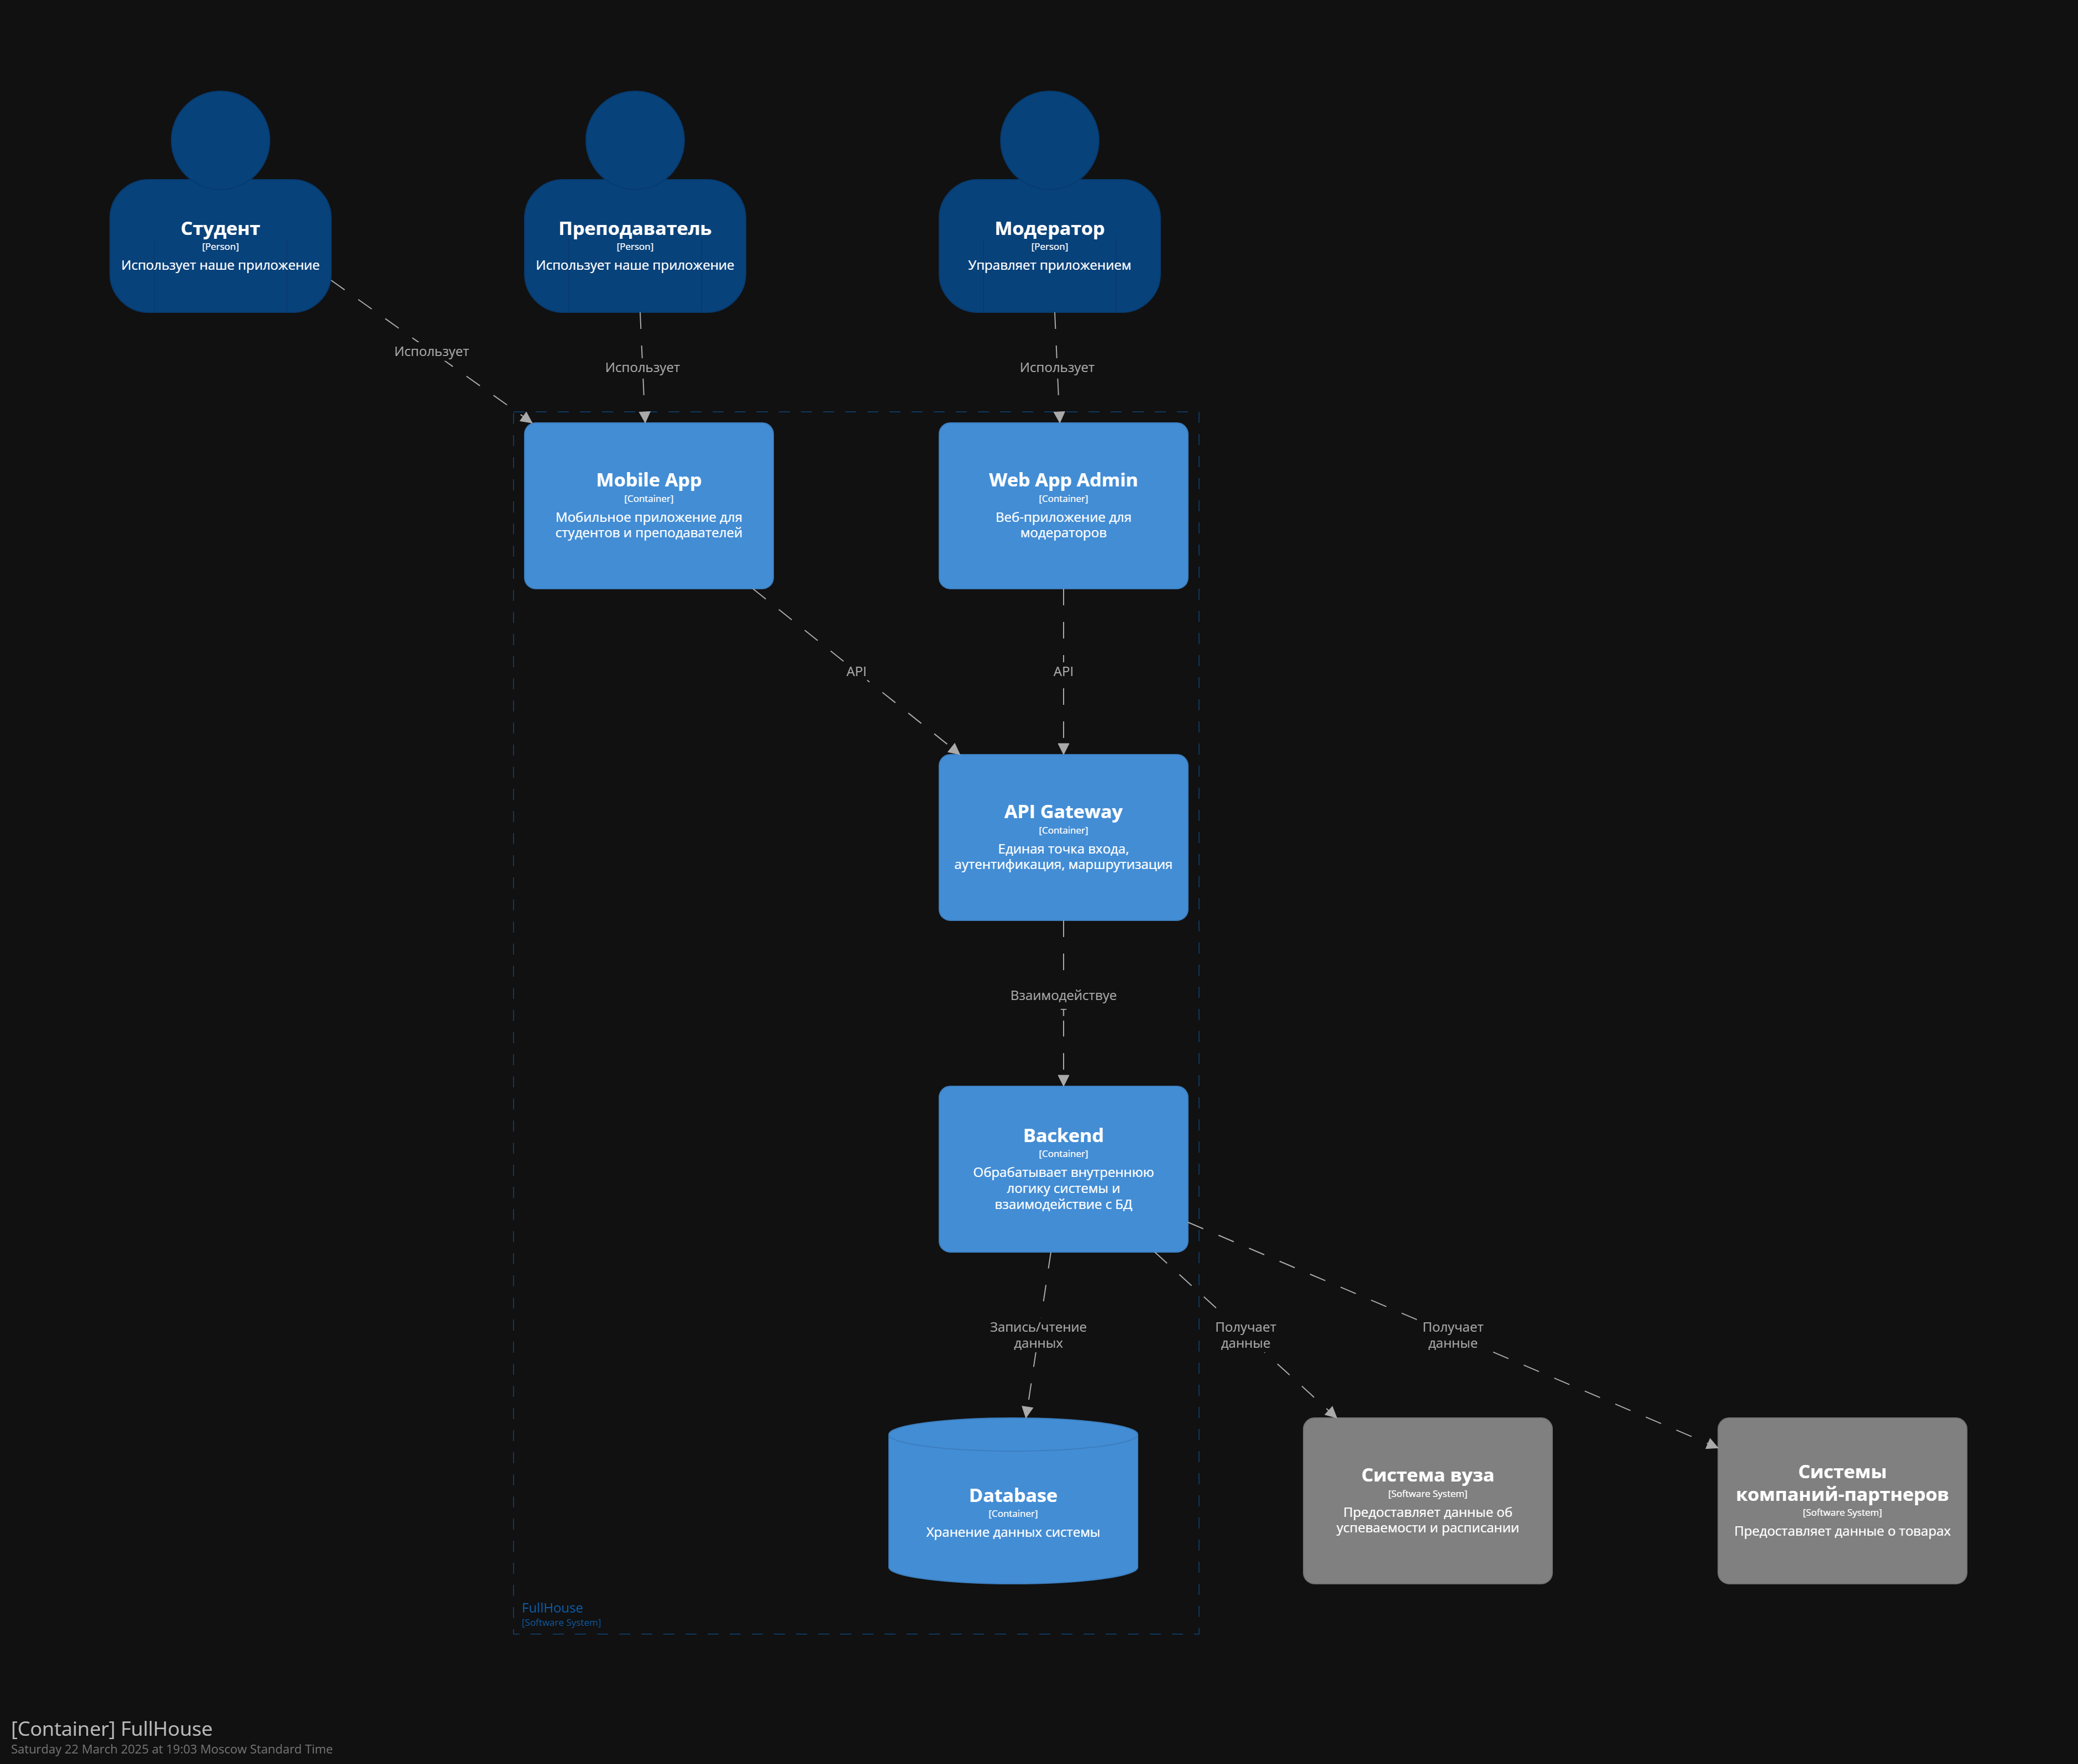 Студент
[Person]
Использует наше приложение
Преподаватель
[Person]
Использует наше приложение
Модератор
[Person]
Управляет приложением
Использует
Использует
Использует
Mobile App
[Container]
Мобильное приложение для
студентов и преподавателей
Web App Admin
[Container]
Веб-приложение для
модераторов
API
API
API Gateway
[Container]
Единая точка входа,
аутентификация, маршрутизация
Взаимодействуе
т
Backend
[Container]
Обрабатывает внутреннюю
логику системы и
взаимодействие с БД
Запись/чтение
данных
Получает
данные
Получает
данные
Database
[Container]
Хранение данных системы
Система вуза
[Software System]
Предоставляет данные об
успеваемости и расписании
Системы
компаний-партнеров
[Software System]
Предоставляет данные о товарах
FullHouse
[Software System]
[Container] FullHouse
Saturday 22 March 2025 at 19:03 Moscow Standard Time